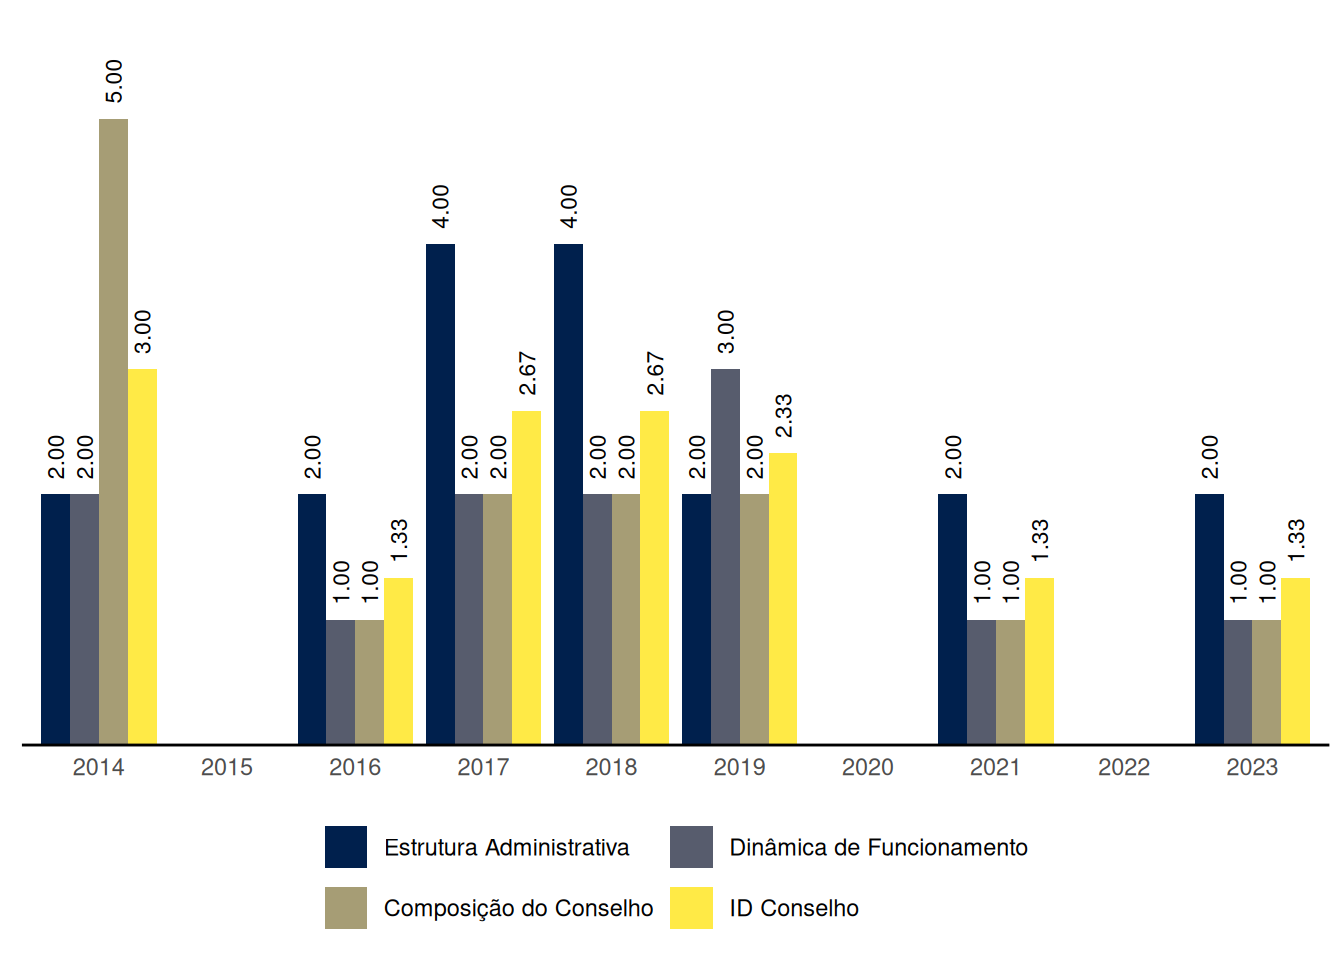 5.00
4.00 4.00
3.00 3.00
2.67 2.67
2.33
2.00 2.00 2.00 2.00 2.00 2.00 2.00 2.00 2.00 2.00 2.00
1.33 1.33 1.33
1.00 1.00 1.00 1.00 1.00 1.00
2014 2015 2016 2017 2018 2019 2020 2021 2022 2023
Estrutura Administrativa Dinâmica de Funcionamento
Composição do Conselho ID Conselho